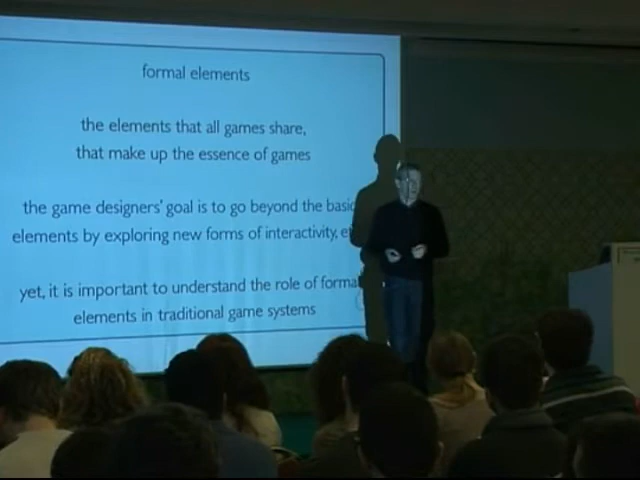 formal elements
the elements that all games share,
that make up the essence of games
the game designers' goal is to go beyond the basic
elements by exploring new forms of interactivity,
yet, it is important to understand the role of formal
elements in traditional game systems